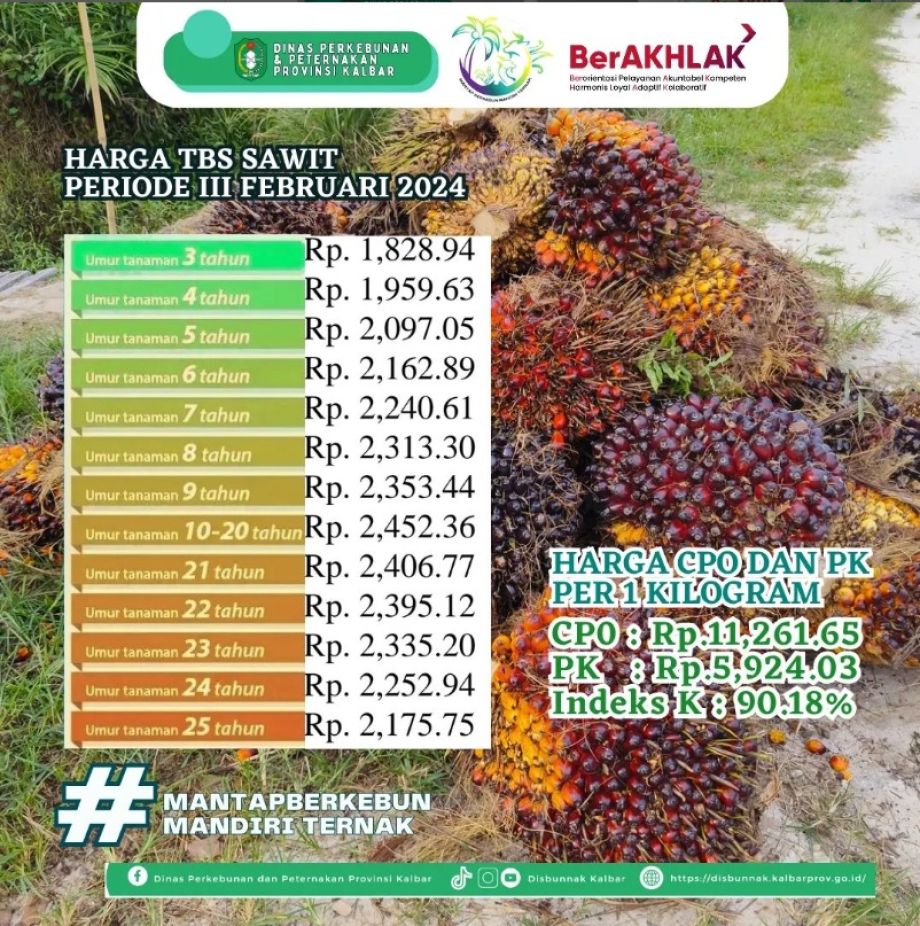 DINAS PERKEBUNAN
& PETERNAKAN
PROVINSI KALBAR
BerAKHLAK
Berorientasi Pelayanan Akuntabel Kompeten
Harmonis Loyal Adaptif Kolaboratif
HARGA TBS SAWIT
PERIODE III FEBRUARI 2024
Umur tanaman 3 tahun Rp. 1,828.94
Umur tanaman 4 tahun Rp. 1,959.63
Umur tanaman 5 tahun Rp. 2,097.05
Umur tanaman 6 tahun Rp. 2,162.89
Umur tanaman 7 tahun Rp. 2,240.61
Umur tanaman 8 tahun Rp. 2,313.30
Umur tanaman 9 tahun Rp. 2,353.44
Umur tanaman 10-20 tahun Rp. 2,452.36
Umur tanaman 21 tahun Rp. 2,406.77
Umur tanaman 22 tahun Rp. 2,395.12
Umur tanaman 23 tahun Rp. 2,335.20
Umur tanaman 24 tahun Rp. 2,252.94
Umur tanaman 25 tahun Rp. 2,175.75
HARGA CPO DAN PK
PER 1 KILOGRAM
CPO : Rp.11,261.65
PK : Rp.5,924.03
Indeks K : 90.18%
# MANTAPBERKEBUN
MANDIRI TERNAK
Dinas Perkebunan dan Peternakan Provinsi Kalbar Disbunnak Kalbar https://disbunnak.kalbarprov.go.id/